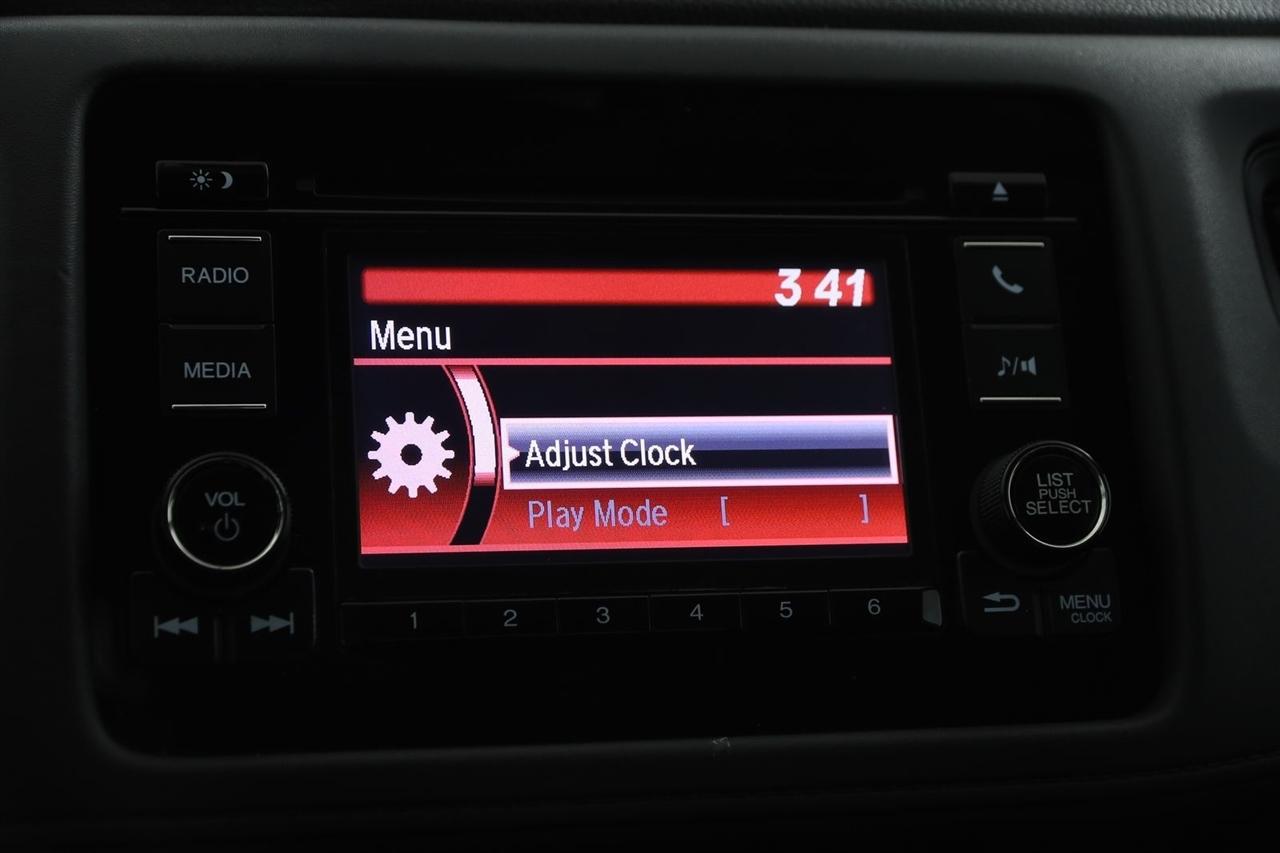 RADIO
MEDIA
VOL
3 41
Menu
Adjust Clock
Play Mode [ ]
1 2 3 4 5 6
LIST
PUSH
SELECT
MENU
CLOCK